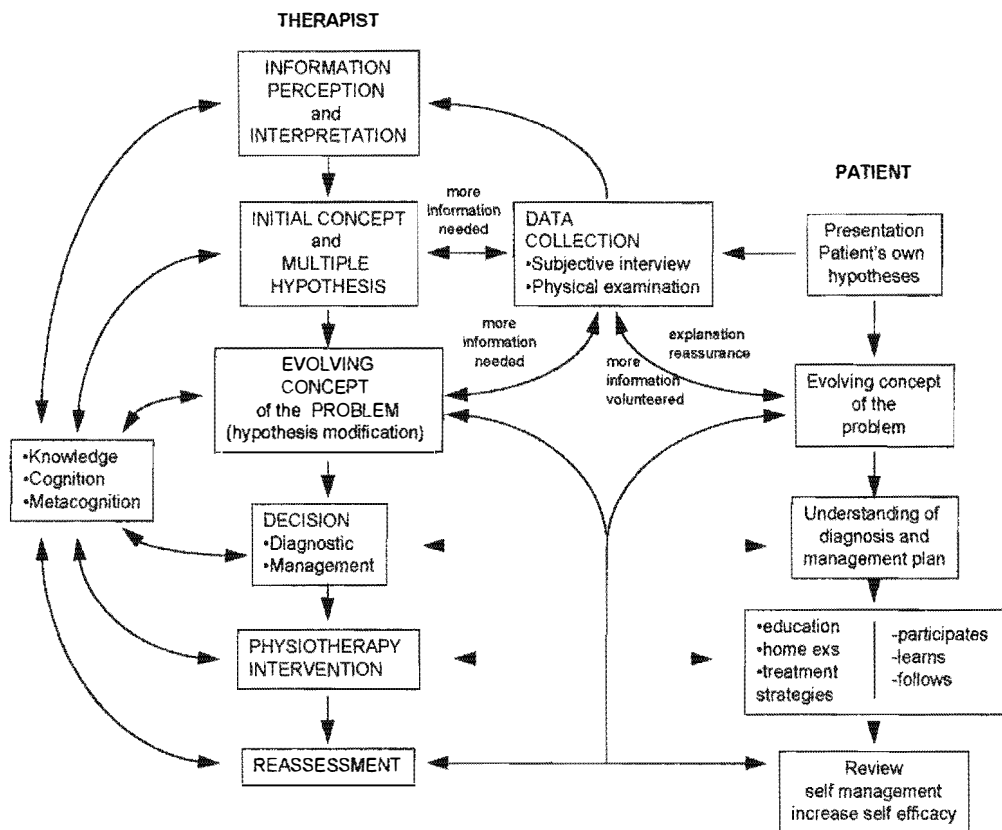 THERAPIST
INFORMATION
PERCEPTION
and
INTERPRETATION
INITIAL CONCEPT
and
MULTIPLE
HYPOTHESIS
more
information
needed
DATA
COLLECTION
•Subjective interview
•Physical examination
PATIENT
Presentation
Patient's own
hypotheses
more
information
needed
explanation
reassurance
more
information
volunteered
EVOLVING
CONCEPT
of the PROBLEM
(hypothesis modification)
Evolving concept
of the
problem
•Knowledge
•Cognition
•Metacognition
DECISION
•Diagnostic
•Management
Understanding of
diagnosis and
management plan
PHYSIOTHERAPY
INTERVENTION
•education
•home exs
•treatment
strategies
-participates
-learns
-follows
REASSESSMENT
Review
self management
increase self efficacy